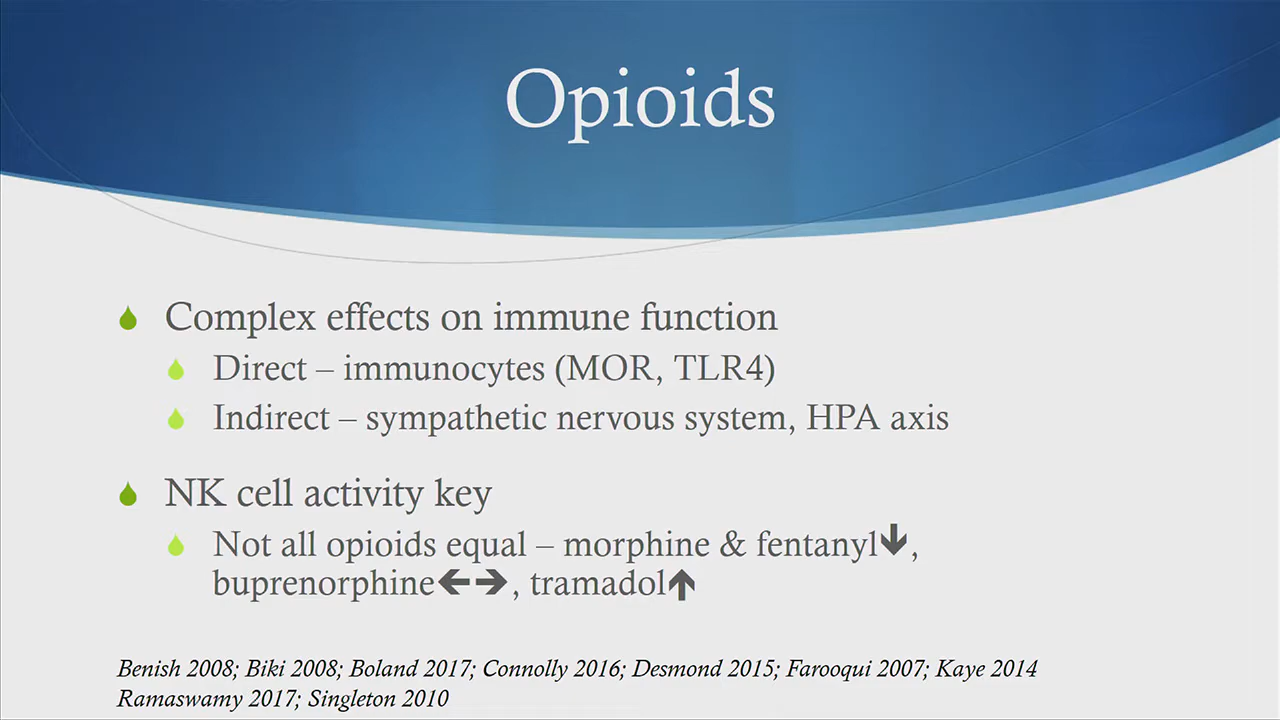 Opioids
Complex effects on immune function
Direct – immunocytes (MOR, TLR4)
Indirect – sympathetic nervous system, HPA axis
NK cell activity key
Not all opioids equal – morphine & fentanyl🡫,
buprenorphine🡨🡪, tramadol🡩
Benish 2008; Biki 2008; Boland 2017; Connolly 2016; Desmond 2015; Farooqui 2007; Kaye 2014
Ramaswamy 2017; Singleton 2010